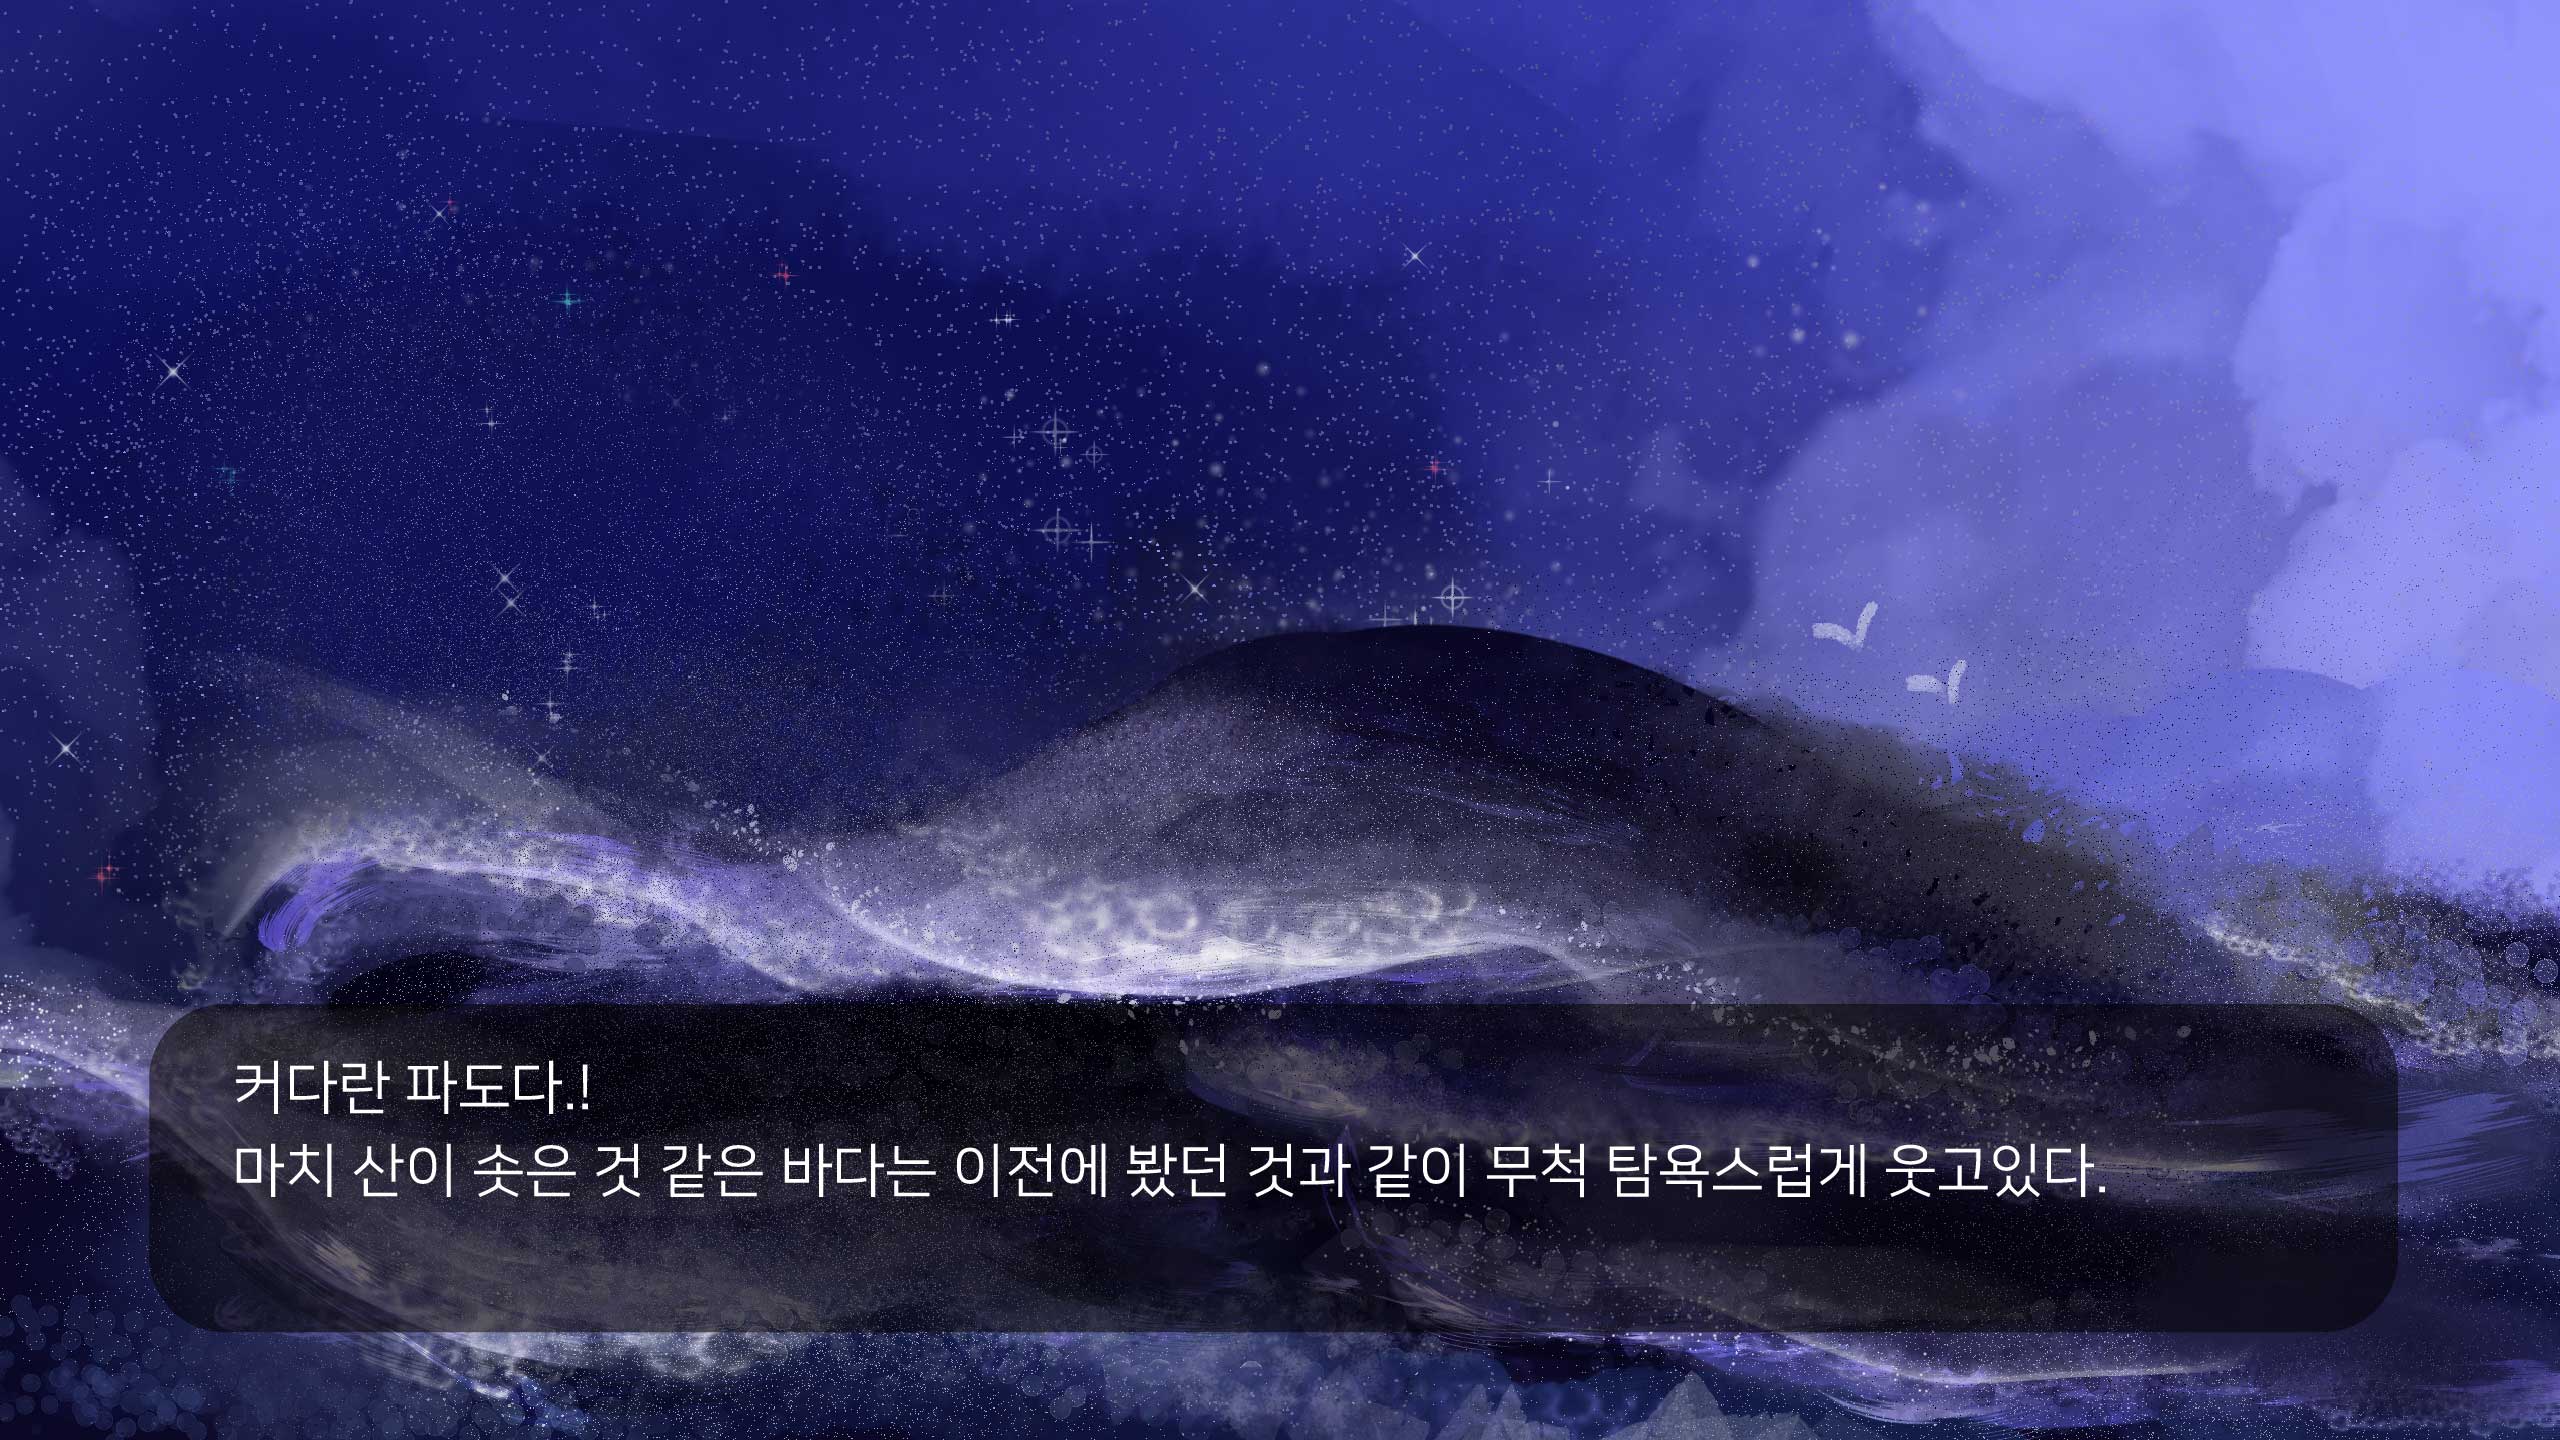 커다란 파도다.!
마치 산이 솟은 것 같은 바다는 이전에 봤던 것과 같이 무척 탐욕스럽게 웃고있다.